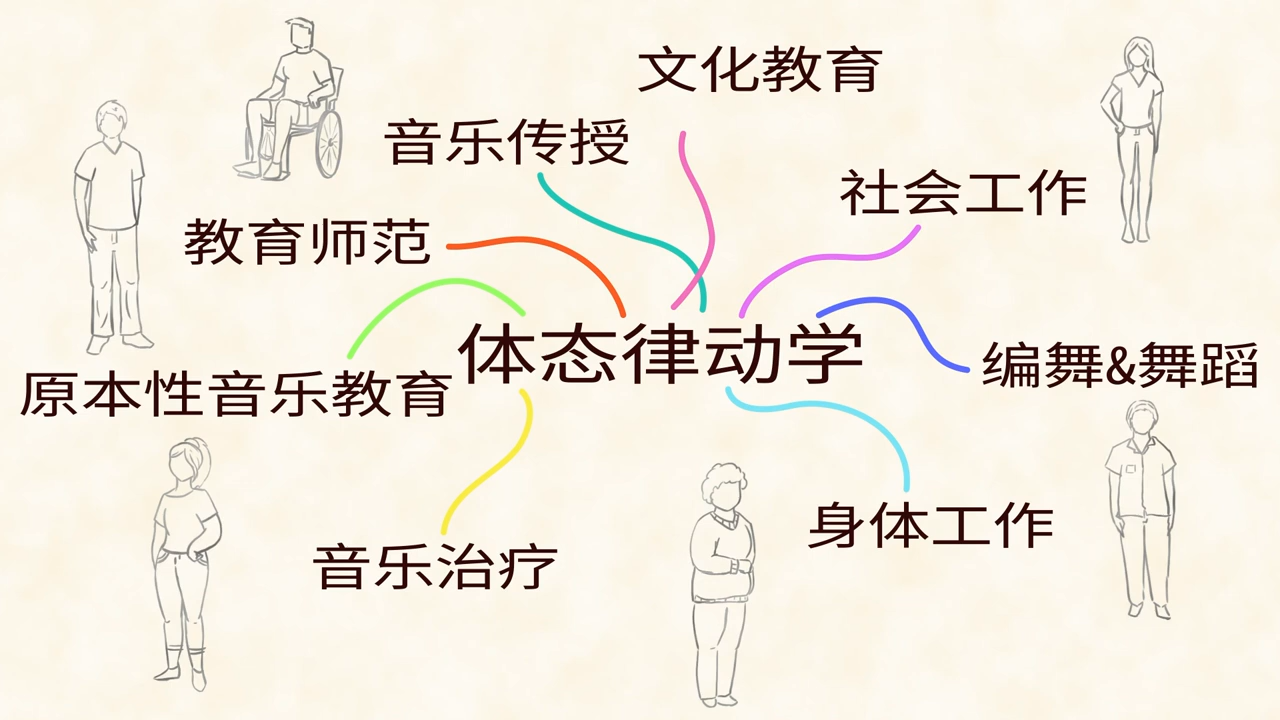 文化教育
音乐传授
社会工作
教育师范
体态律动学
编舞&舞蹈
原本性音乐教育
身体工作
音乐治疗